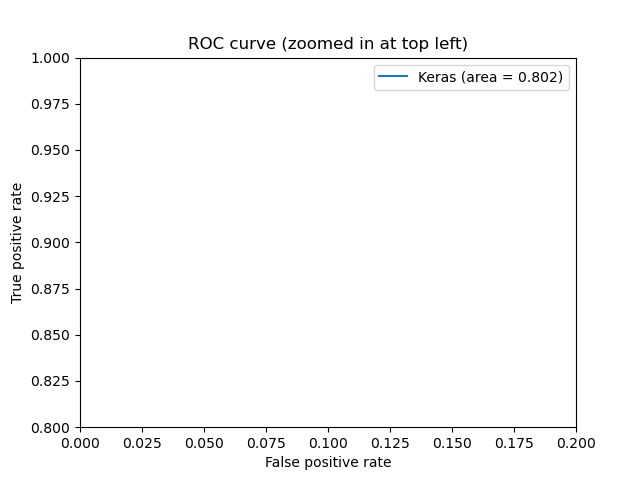 ROC curve (zoomed in at top left)
Keras (area = 0.802)
True positive rate
1.000
0.975
0.950
0.925
0.900
0.875
0.850
0.825
0.800
0.000 0.025 0.050 0.075 0.100 0.125 0.150 0.175 0.200
False positive rate